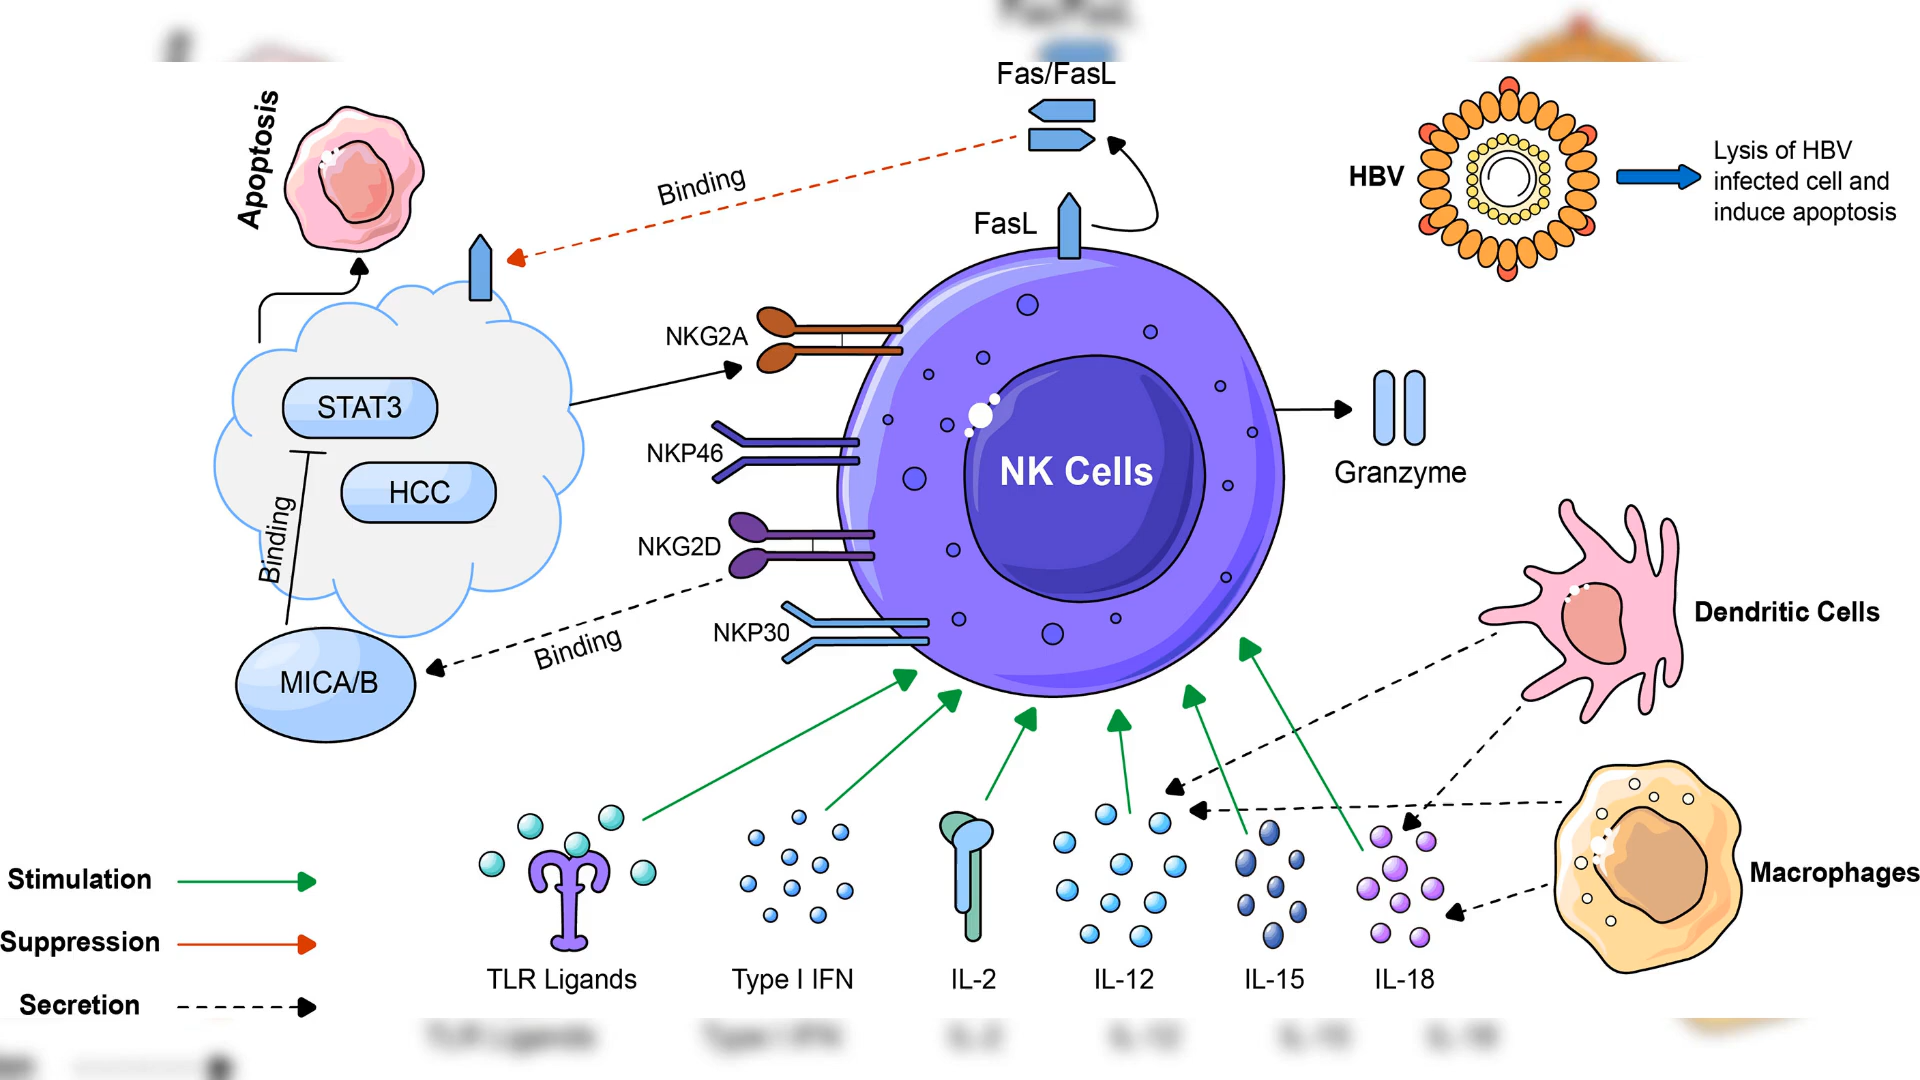 Fas/FasL
Apoptosis
Binding
FasL
HBV
Lysis of HBV
infected cell and
induce apoptosis
NKG2A
STAT3
NKP46
HCC
NK Cells
Granzyme
Binding
NKG2D
NKP30
Binding
MICA/B
Dendritic Cells
Macrophages
Stimulation
Suppression
Secretion
TLR Ligands
Type I IFN
IL-2
IL-12
IL-15
IL-18